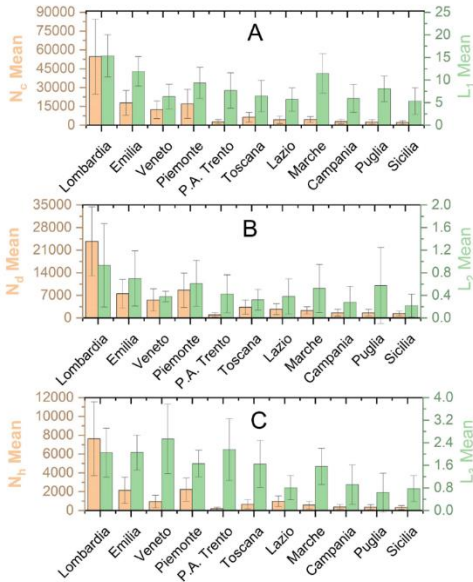 90000
75000
60000
45000
30000
15000
0
Nc Mean
A
25
20
15
10
5
0
L1 Mean
Lombardia
Emilia
Veneto
Piemonte
P.A. Trento
Toscana
Lazio
Marche
Campania
Puglia
Sicilia
35000
28000
21000
14000
7000
0
Nd Mean
B
2.0
1.6
1.2
0.8
0.4
0.0
L2 Mean
Lombardia
Emilia
Veneto
Piemonte
P.A. Trento
Toscana
Lazio
Marche
Campania
Puglia
Sicilia
12000
10000
8000
6000
4000
2000
0
Nh Mean
C
4.0
3.2
2.4
1.6
0.8
0.0
L3 Mean
Lombardia
Emilia
Veneto
Piemonte
P.A. Trento
Toscana
Lazio
Marche
Campania
Puglia
Sicilia